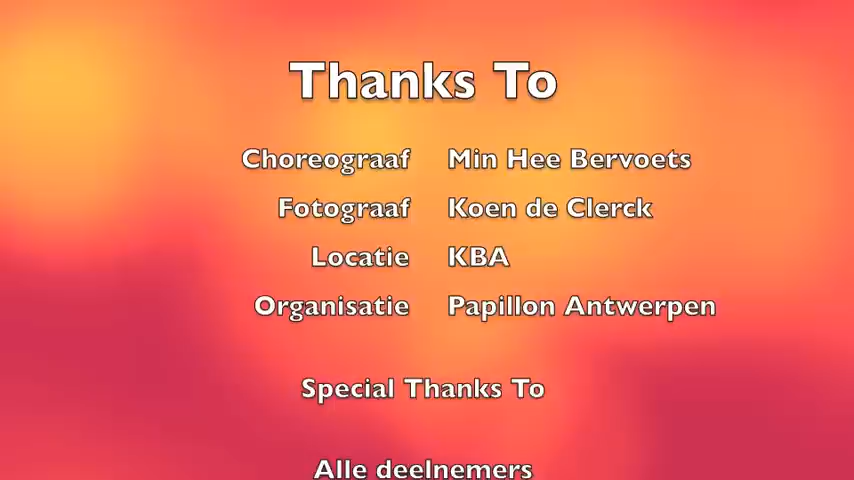 Thanks To
Choreograaf Min Hee Bervoets
Fotograaf Koen de Clerck
Locatie KBA
Organisatie Papillon Antwerpen
Special Thanks To
Alle deelnemers